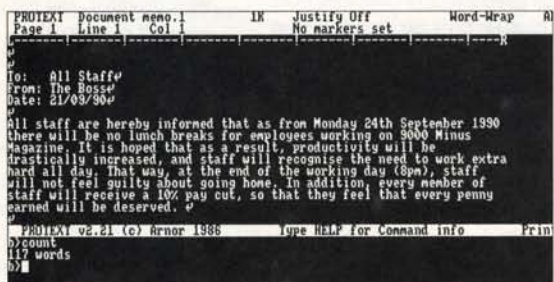 PROTEXT Document memo.1 1K Justify Off Word-Wrap
Page 1 Line 1 Col 1 No markers set
To: All Staff
From: The Boss
Date: 21/09/90
All staff are hereby informed that as from Monday 24th September 1990
there will be no lunch breaks for employees working on 9000 Minus
Magazine. It is hoped that as a result, productivity will be
drastically increased, and staff will recognise the need to work extra
hard all day. That way, at the end of the working day (8pm), staff
will not feel guilty about going home. In addition, every member of
staff will receive a 10% pay cut, so that they feel that every penny
earned will be deserved.
PROTEXT v2.21 (c) Arnor 1986 Type HELP for Command info Prin
b>count
117 words
b>